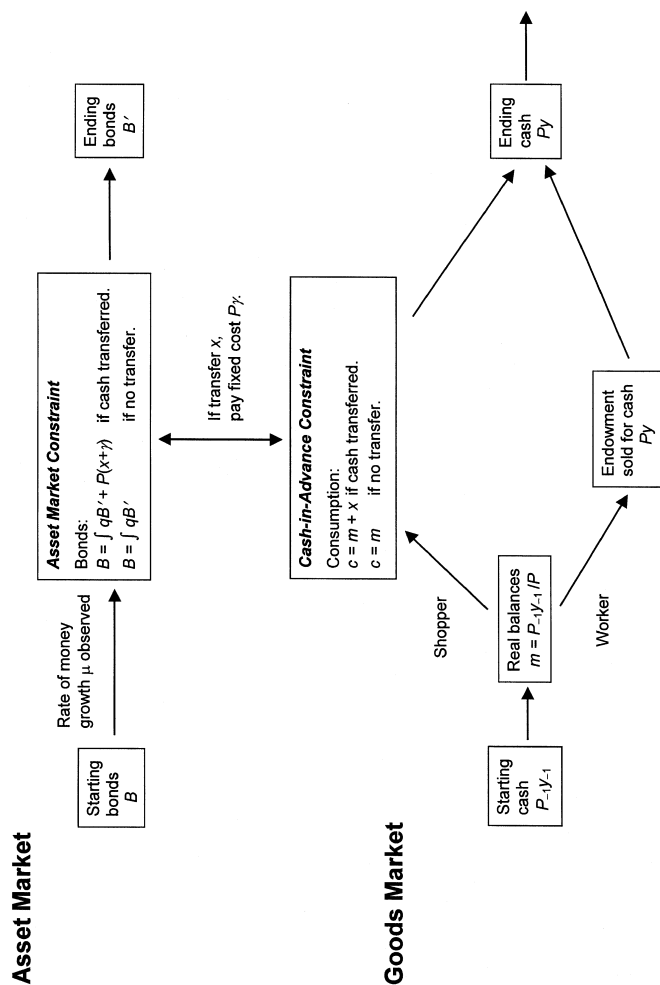 Asset Market
Starting
bonds
B
Rate of money
growth μ observed
Asset Market Constraint
Bonds:
B = ∫ qB′ + P(x+γ) if cash transferred.
B = ∫ qB′ if no transfer.
Ending
bonds
B′
If transfer x,
pay fixed cost Pγ.
Goods Market
Starting
cash
P₋₁y₋₁
Real balances
m = P₋₁y₋₁/P
Shopper
Worker
Cash-in-Advance Constraint
Consumption:
c = m + x if cash transferred.
c = m if no transfer.
Endowment
sold for cash
Py
Ending
cash
Py